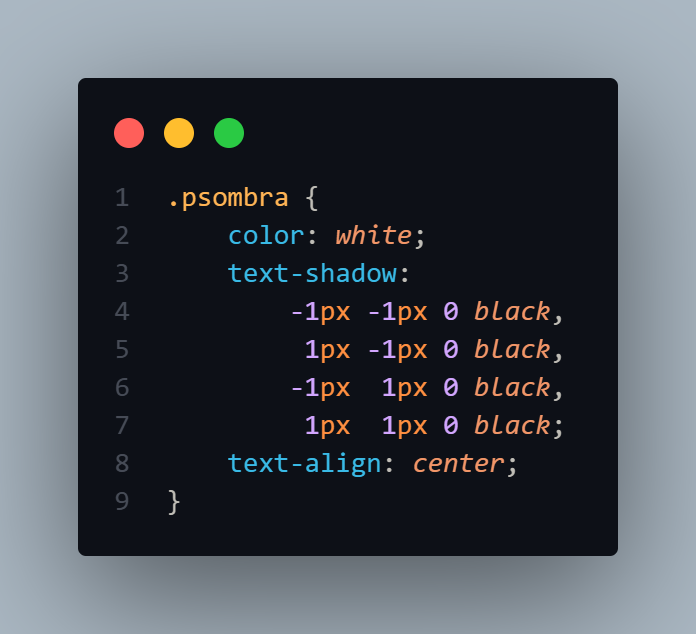 1 .psombra {
2     color: white;
3     text-shadow:
4         -1px -1px 0 black,
5          1px -1px 0 black,
6         -1px  1px 0 black,
7          1px  1px 0 black;
8     text-align: center;
9 }